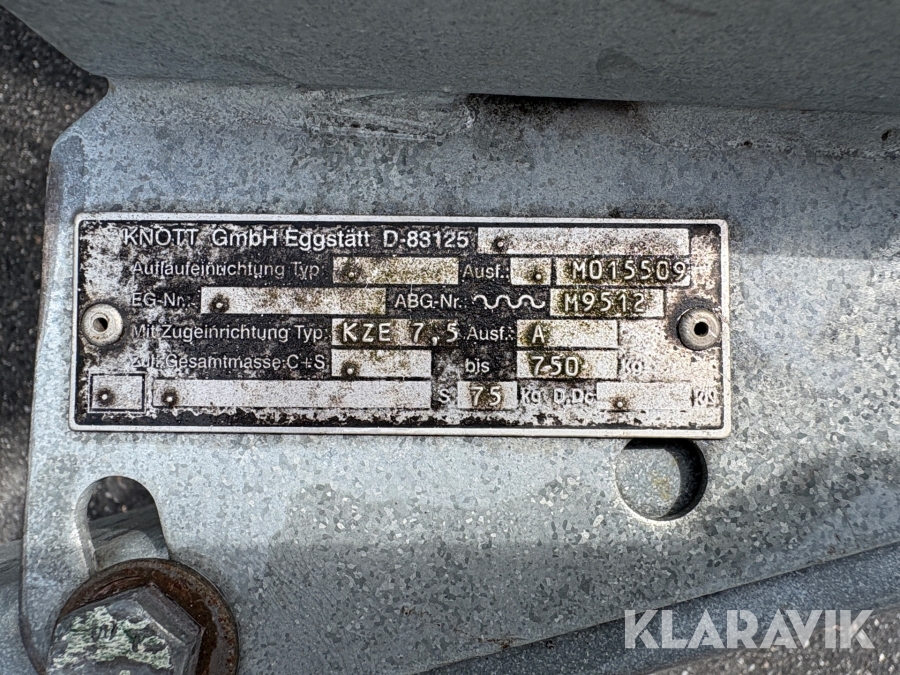 KNOTT GmbH Eggstätt D-83125
Auflaufeinrichtung Typ Ausf.: M015509
EG-Nr.: ABG-Nr.: M9512
Mit Zugeinrichtung Typ: KZE 7,5 Ausf.: A
Zul. Gesamtmasse: C+S bis 750 Kg
S 75 Kg D.Dc kN
KLARAVIK